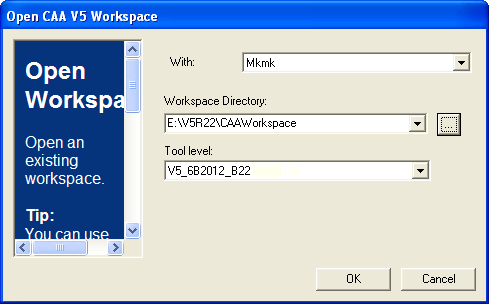 Open CAA V5 Workspace
Open
Workspa
Open an
existing
workspace.
Tip:
You can use
With:
Mkmk
Workspace Directory:
E:\V5R22\CAAWorkspace
...
Tool level:
V5_6B2012_B22
OK
Cancel